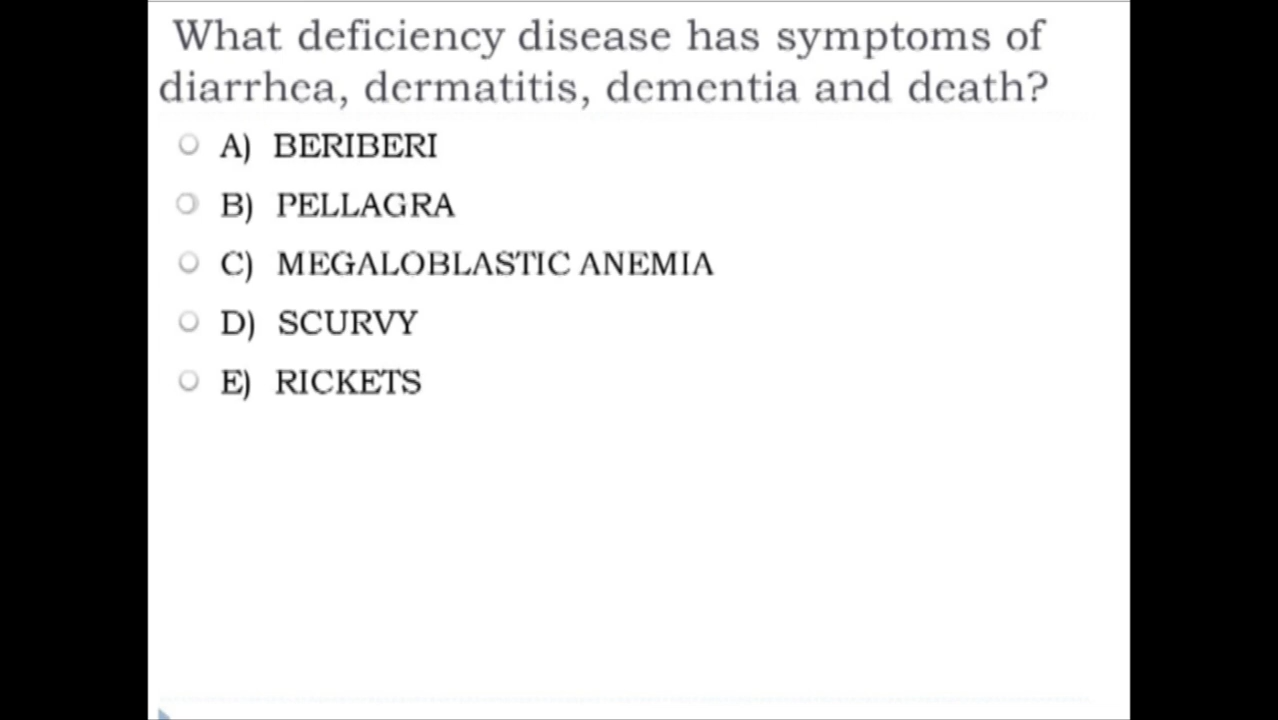 What deficiency disease has symptoms of
diarrhea, dermatitis, dementia and death?
A) BERIBERI
B) PELLAGRA
C) MEGALOBLASTIC ANEMIA
D) SCURVY
E) RICKETS